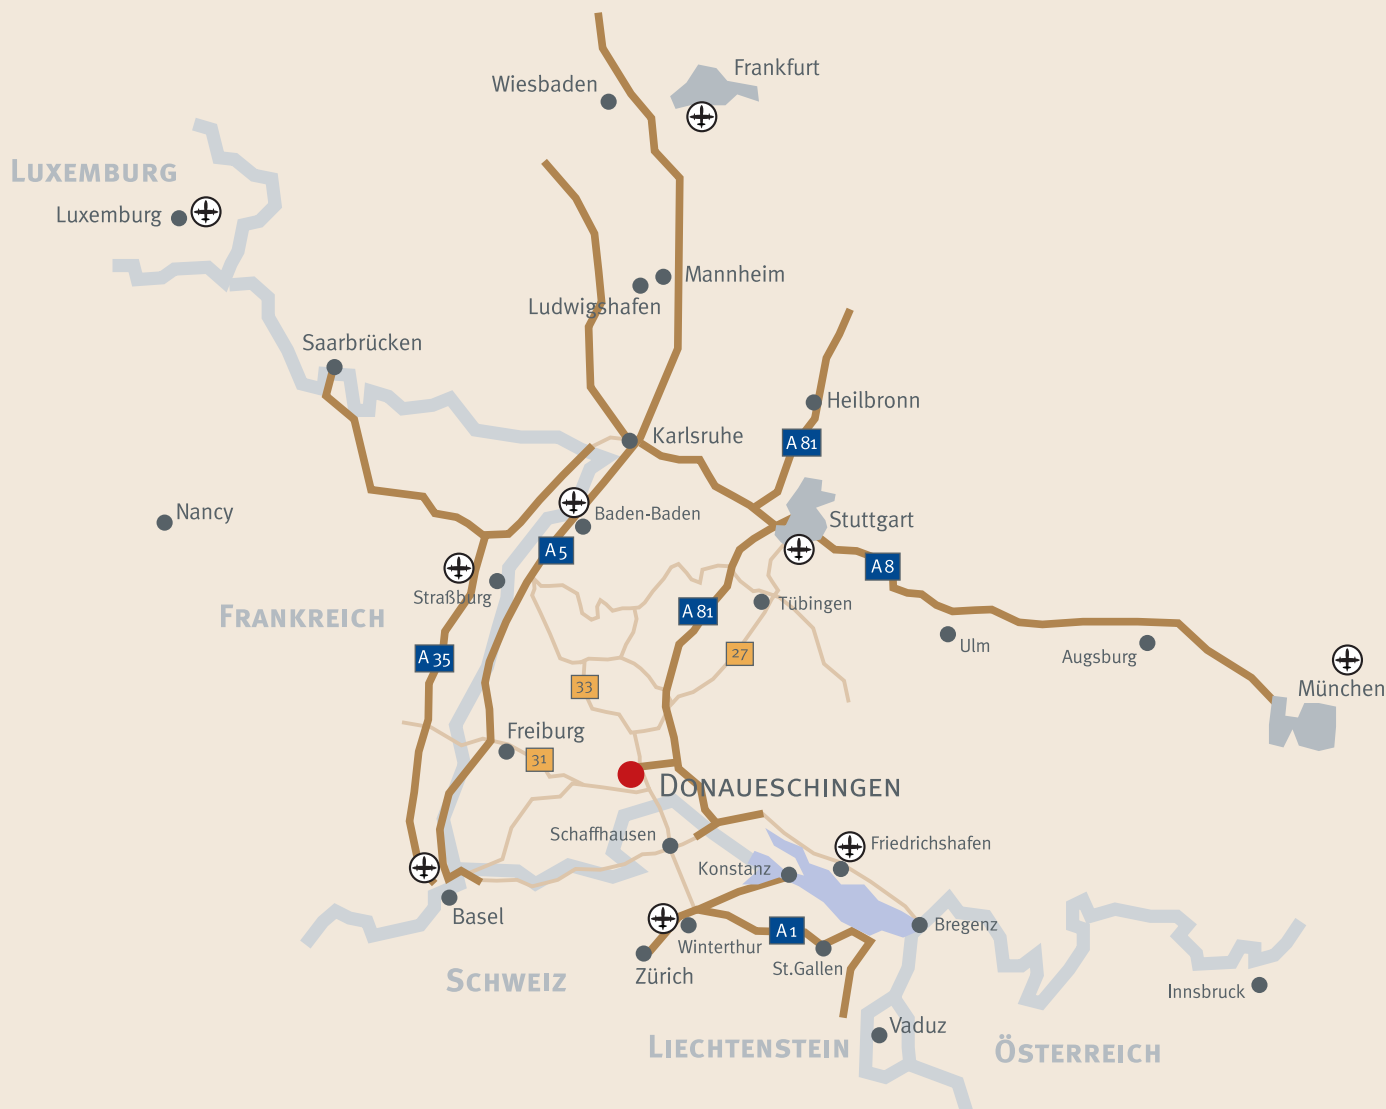 Frankfurt
Wiesbaden
LUXEMBURG
Luxemburg
Mannheim
Ludwigshafen
Saarbrücken
Heilbronn
Karlsruhe
A 81
Nancy
Baden-Baden
Stuttgart
A 5
A 8
Straßburg
Tübingen
A 81
FRANKREICH
Ulm
Augsburg
27
A 35
33
München
Freiburg
31
DONAUESCHINGEN
Schaffhausen
Friedrichshafen
Konstanz
Basel
Bregenz
A 1
Winterthur
St.Gallen
Zürich
SCHWEIZ
Innsbruck
Vaduz
LIECHTENSTEIN
ÖSTERREICH